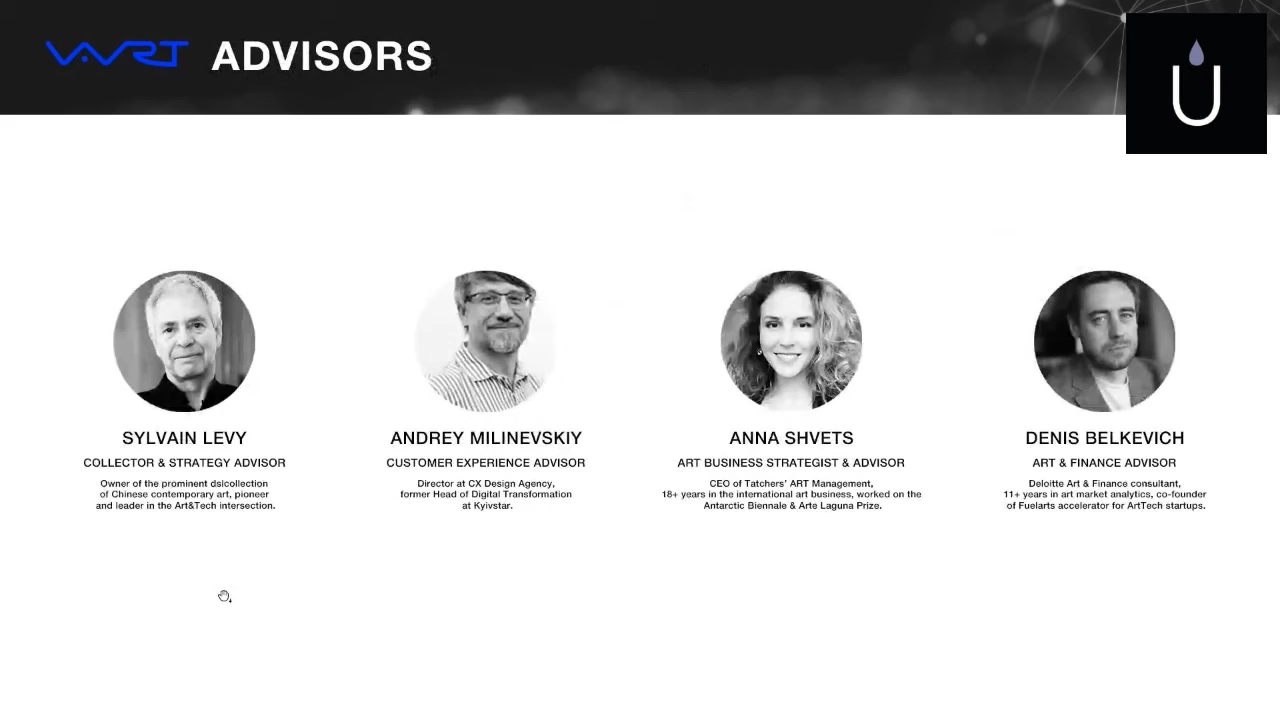 WRT ADVISORS
U
SYLVAIN LEVY
COLLECTOR & STRATEGY ADVISOR
Owner of the prominent dslcollection
of Chinese contemporary art, pioneer
and leader in the Art&Tech intersection.
ANDREY MILINEVSKIY
CUSTOMER EXPERIENCE ADVISOR
Director at CX Design Agency,
former Head of Digital Transformation
at Kyivstar.
ANNA SHVETS
ART BUSINESS STRATEGIST & ADVISOR
CEO of Tatchers' ART Management,
18+ years in the international art business, worked on the
Antarctic Biennale & Arte Laguna Prize.
DENIS BELKEVICH
ART & FINANCE ADVISOR
Deloitte Art & Finance consultant,
11+ years in art market analytics, co-founder
of Fuelarts accelerator for ArtTech startups.